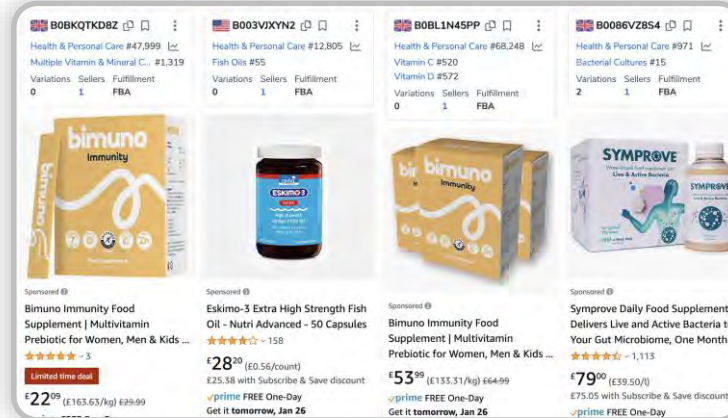 B0BKQTKD8Z
Health & Personal Care #47,999
Multiple Vitamin & Mineral C... #1,319
Variations Sellers Fulfillment
0 1 FBA
bimuno
Immunity
bimuno
Sponsored
Bimuno Immunity Food
Supplement | Multivitamin
Prebiotic for Women, Men & Kids ...
3
Limited time deal
£2209 (£163.63/kg) £29.99
B003VJXYN2
Health & Personal Care #12,805
Fish Oils #55
Variations Sellers Fulfillment
0 1 FBA
ESKIMO-3
Sponsored
Eskimo-3 Extra High Strength Fish
Oil - Nutri Advanced - 50 Capsules
158
£2820 (£0.56/count)
£25.38 with Subscribe & Save discount
prime FREE One-Day
Get it tomorrow, Jan 26
B0BL1N45PP
Health & Personal Care #68,248
Vitamin C #520
Vitamin D #572
Variations Sellers Fulfillment
0 1 FBA
bimuno
Immunity
Sponsored
Bimuno Immunity Food
Supplement | Multivitamin
Prebiotic for Women, Men & Kids ...
£5399 (£133.31/kg) £64.99
prime FREE One-Day
Get it tomorrow, Jan 26
B0086VZ8S4
Health & Personal Care #971
Bacterial Cultures #15
Variations Sellers Fulfillment
2 1 FBA
SYMPROVE
Live & Active Bacteria
SYMPROVE
Sponsored
Symprove Daily Food Supplement
Delivers Live and Active Bacteria
Your Gut Microbiome, One Month
1,113
£7900 (£39.50/l)
£75.05 with Subscribe & Save
prime FREE One-Day